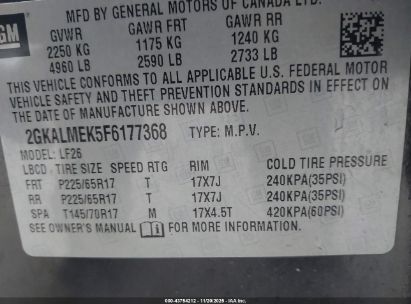 GM
MFD BY GENERAL MOTORS OF CANADA LTD.
GVWR GAWR FRT GAWR RR
2250 KG 1175 KG 1240 KG
4960 LB 2590 LB 2733 LB
THIS VEHICLE CONFORMS TO ALL APPLICABLE U.S. FEDERAL MOTOR
VEHICLE SAFETY AND THEFT PREVENTION STANDARDS IN EFFECT ON
THE DATE OF MANUFACTURE SHOWN ABOVE.
2GKALMEK5F6177368 TYPE: M.P.V.
MODEL: LF26
LBCD TIRE SIZE SPEED RTG RIM COLD TIRE PRESSURE
FRT P225/65R17 T 17X7J 240KPA(35PSI)
RR P225/65R17 T 17X7J 240KPA(35PSI)
SPA T145/70R17 M 17X4.5T 420KPA(60PSI)
SEE OWNER'S MANUAL FOR MORE INFORMATION.